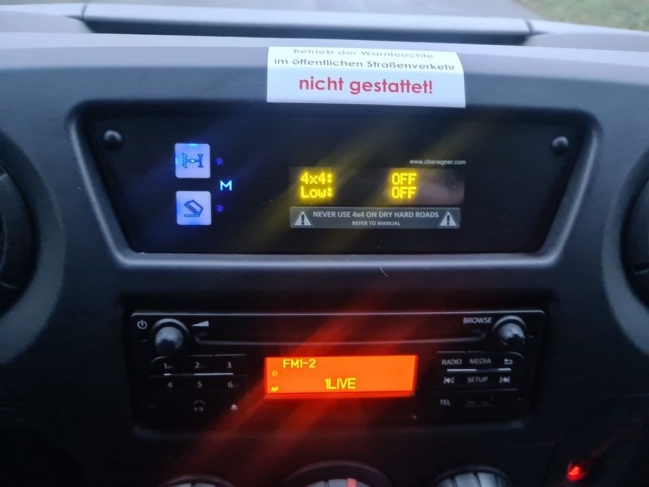 Betrieb der Warnleuchte
im öffentlichen Straßenverkehr
nicht gestattet!
www.oberaigner.com
M
4x4: OFF
Low: OFF
NEVER USE 4x4 ON DRY HARD ROADS
REFER TO MANUAL
BROWSE
FM1-2
1LIVE
AF
1 2 3
4 5 6
RADIO MEDIA
SETUP
TEL